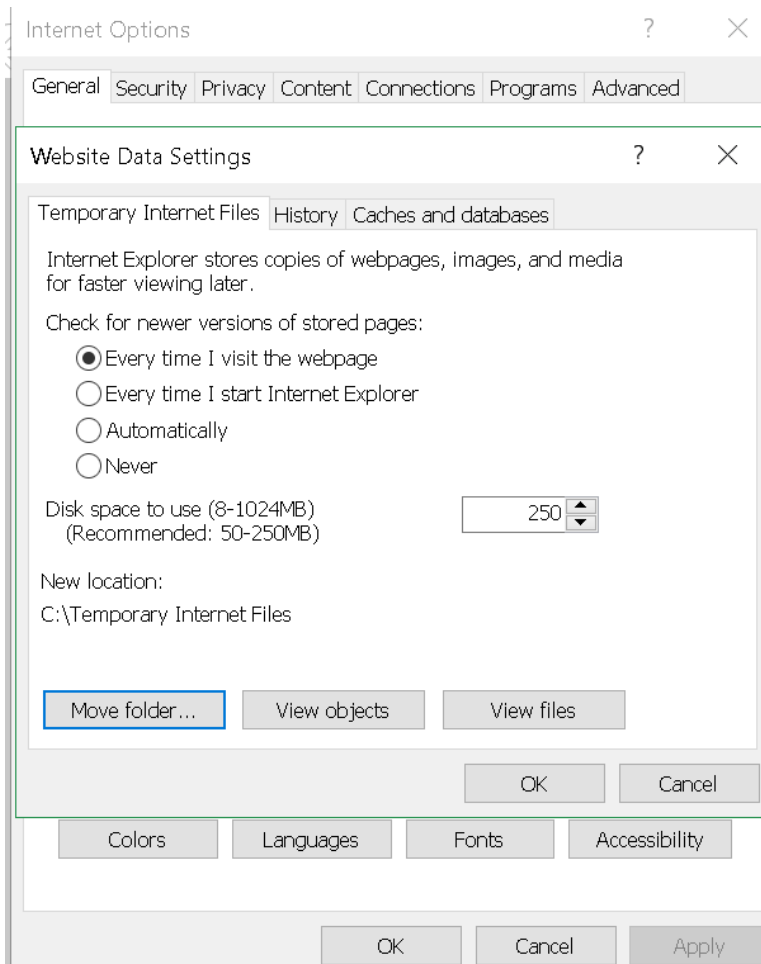 Internet Options
General Security Privacy Content Connections Programs Advanced
Website Data Settings
Temporary Internet Files History Caches and databases
Internet Explorer stores copies of webpages, images, and media
for faster viewing later.
Check for newer versions of stored pages:
Every time I visit the webpage
Every time I start Internet Explorer
Automatically
Never
Disk space to use (8-1024MB) 250
(Recommended: 50-250MB)
New location:
C:\Temporary Internet Files
Move folder... View objects View files
OK Cancel
Colors Languages Fonts Accessibility
OK Cancel Apply